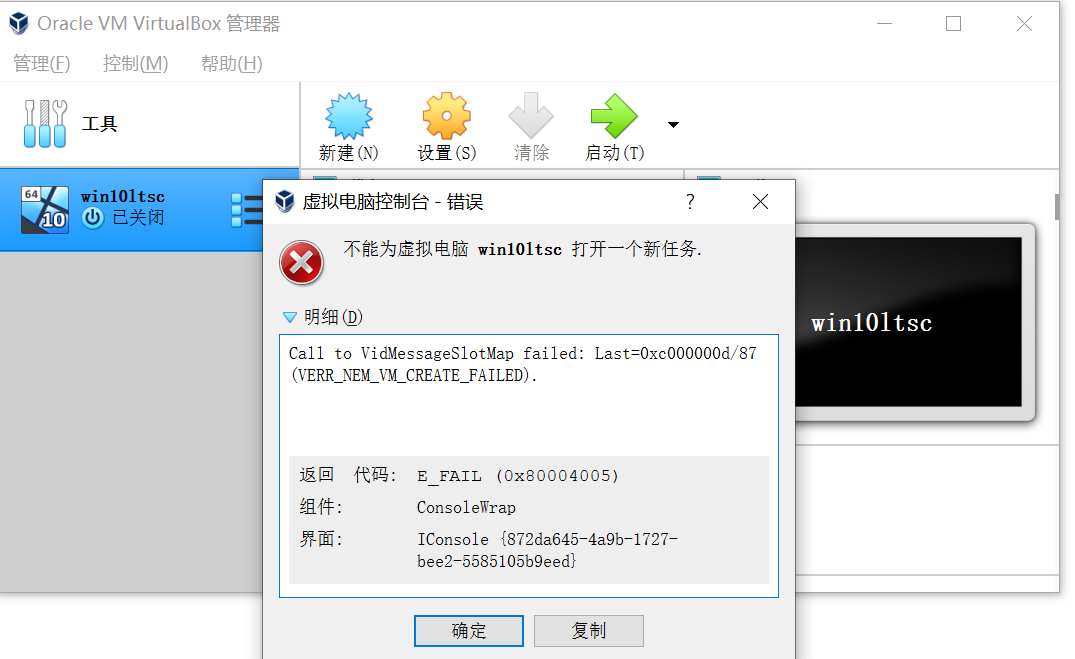 Oracle VM VirtualBox 管理器
管理(F) 控制(M) 帮助(H)
工具
新建(N) 设置(S) 清除 启动(T)
64
10
win10ltsc
已关闭
虚拟电脑控制台 - 错误
?
不能为虚拟电脑 win10ltsc 打开一个新任务.
明细(D)
Call to VidMessageSlotMap failed: Last=0xc000000d/87
(VERR_NEM_VM_CREATE_FAILED).
返回 代码: E_FAIL (0x80004005)
组件: ConsoleWrap
界面: IConsole {872da645-4a9b-1727-
bee2-5585105b9eed}
确定 复制
win10ltsc